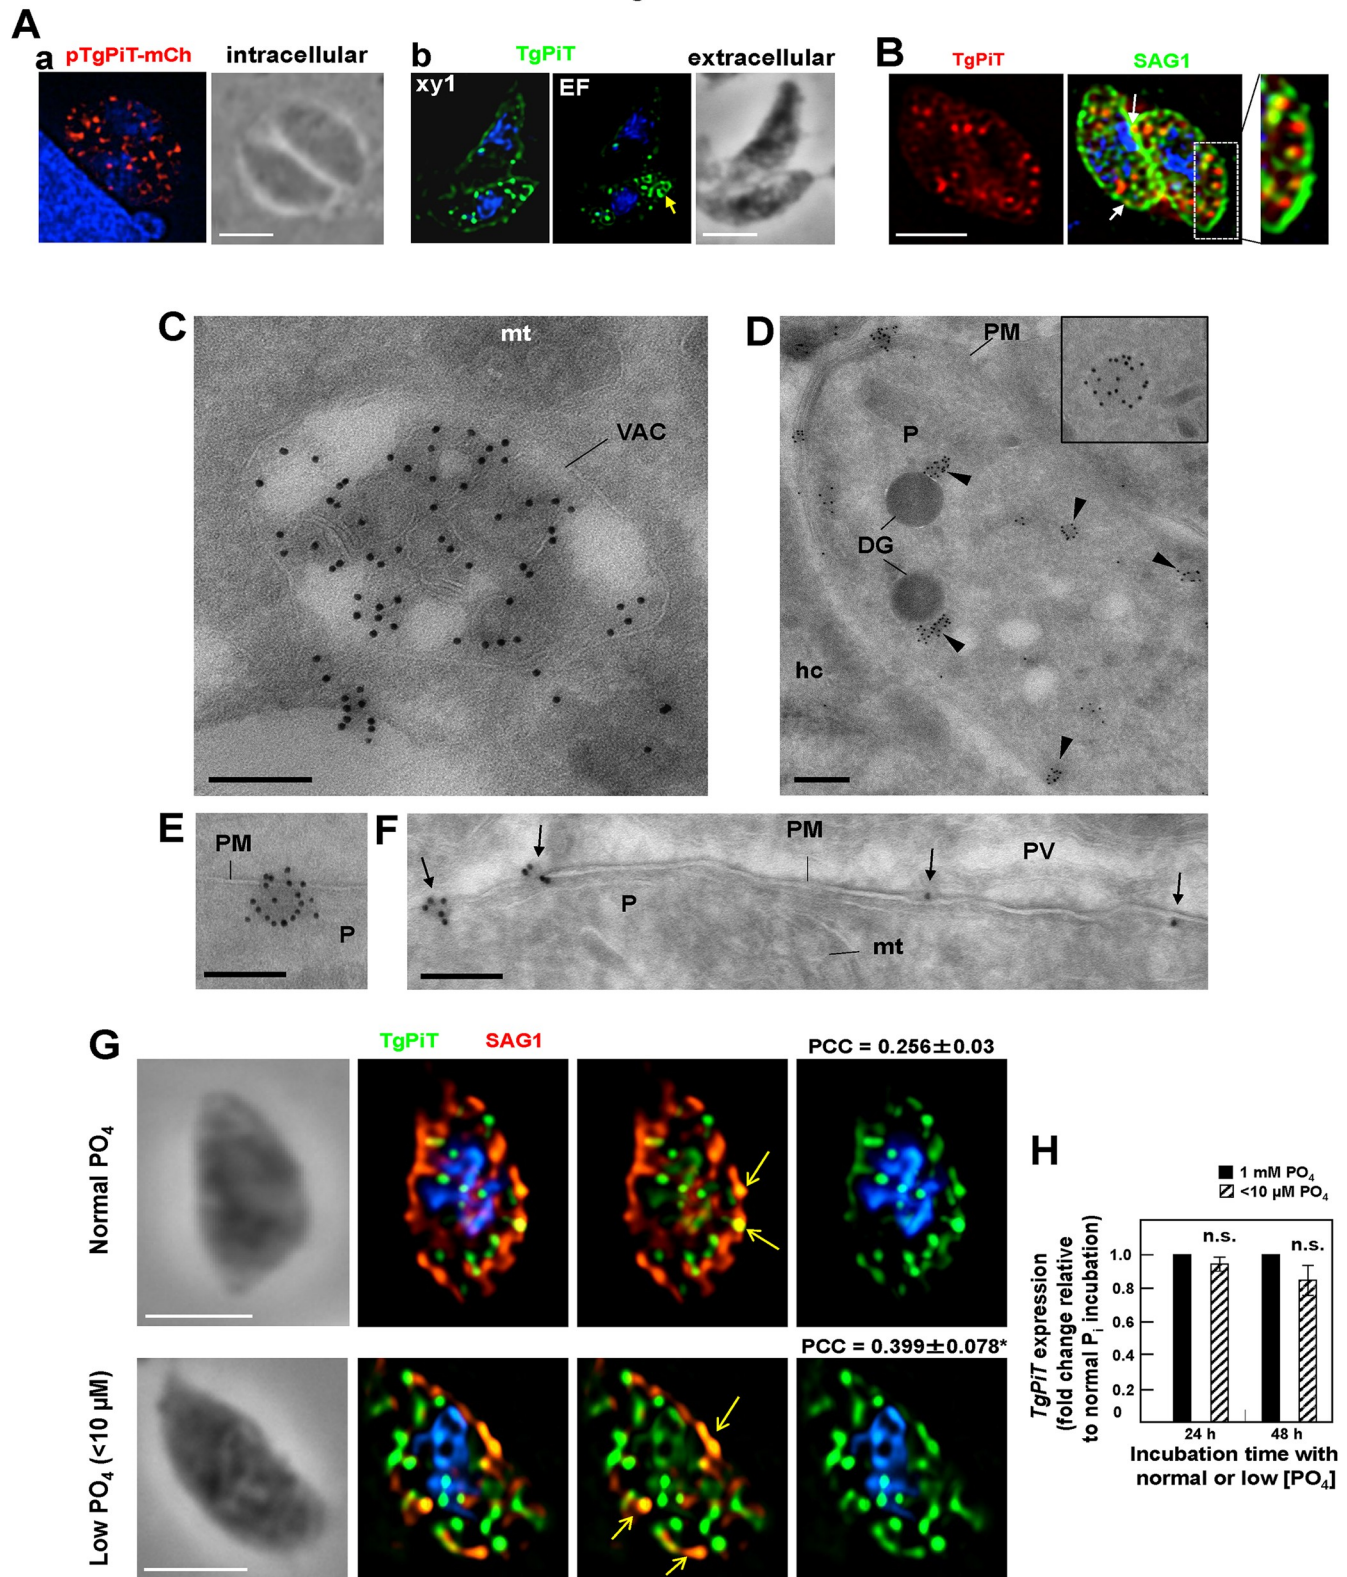 A
a pTgPiT-mCh intracellular
b TgPiT extracellular
xy1 EF
B TgPiT SAG1
C
mt
VAC
D
PM
P
DG
hc
E
PM
P
F
PM
PV
P
mt
G
TgPiT SAG1
PCC = 0.256±0.03
Normal PO4
PCC = 0.399±0.078*
Low PO4 (<10 µM)
H
1 mM PO4
<10 µM PO4
TgPiT expression
(fold change relative
to normal Pi incubation)
n.s.
n.s.
1.0
0.8
0.6
0.4
0.2
0
24 h 48 h
Incubation time with
normal or low [PO4]